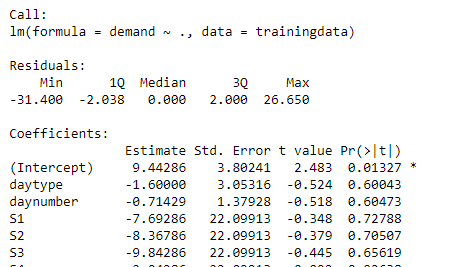 Call:
lm(formula = demand ~ ., data = trainingdata)
Residuals:
Min 1Q Median 3Q Max
-31.400 -2.038 0.000 2.000 26.650
Coefficients:
Estimate Std. Error t value Pr(>|t|)
(Intercept) 9.44286 3.80241 2.483 0.01327 *
daytype -1.60000 3.05316 -0.524 0.60043
daynumber -0.71429 1.37928 -0.518 0.60473
S1 -7.69286 22.09913 -0.348 0.72788
S2 -8.36786 22.09913 -0.379 0.70507
S3 -9.84286 22.09913 -0.445 0.65619